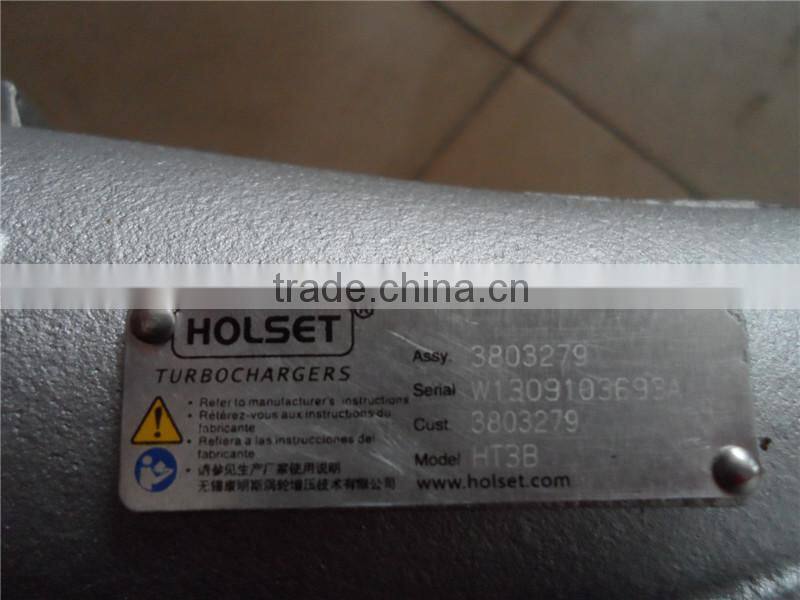 trade.china.cn
HOLSET®
TURBOCHARGERS
• Refer to manufacturer's instructions
• Référez-vous aux instructions du
fabricante
• Refiera a las instrucciones del
fabricante
• 请参见生产厂家使用说明
无锡康明斯涡轮增压技术有限公司
Assy. 3803279
Serial W1309103693A
Cust. 3803279
Model HT3B
www.holset.com